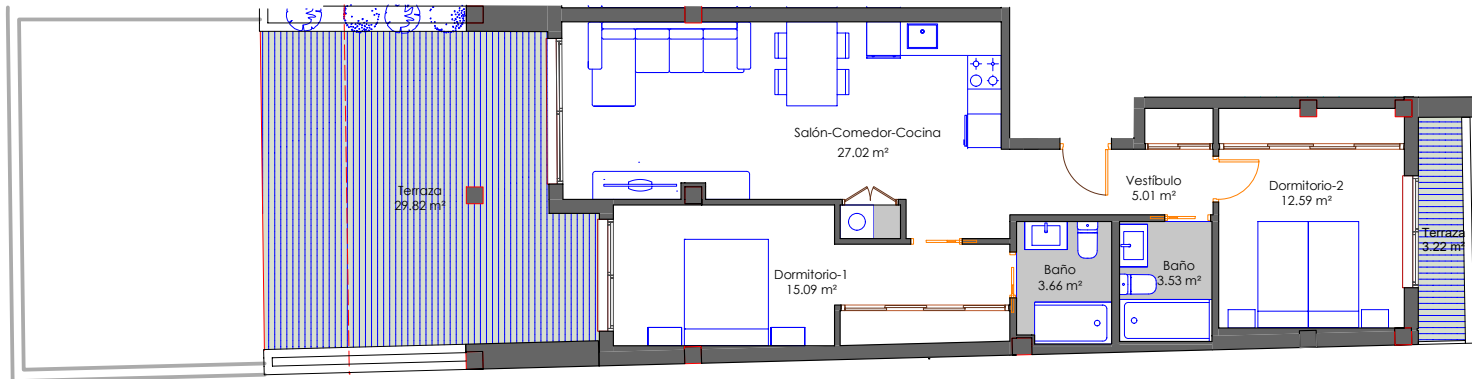 Salón-Comedor-Cocina
27.02 m²
Terraza
29.82 m²
Vestíbulo
5.01 m²
Dormitorio-2
12.59 m²
Terraza
3.22 m²
Dormitorio-1
15.09 m²
Baño
3.66 m²
Baño
3.53 m²